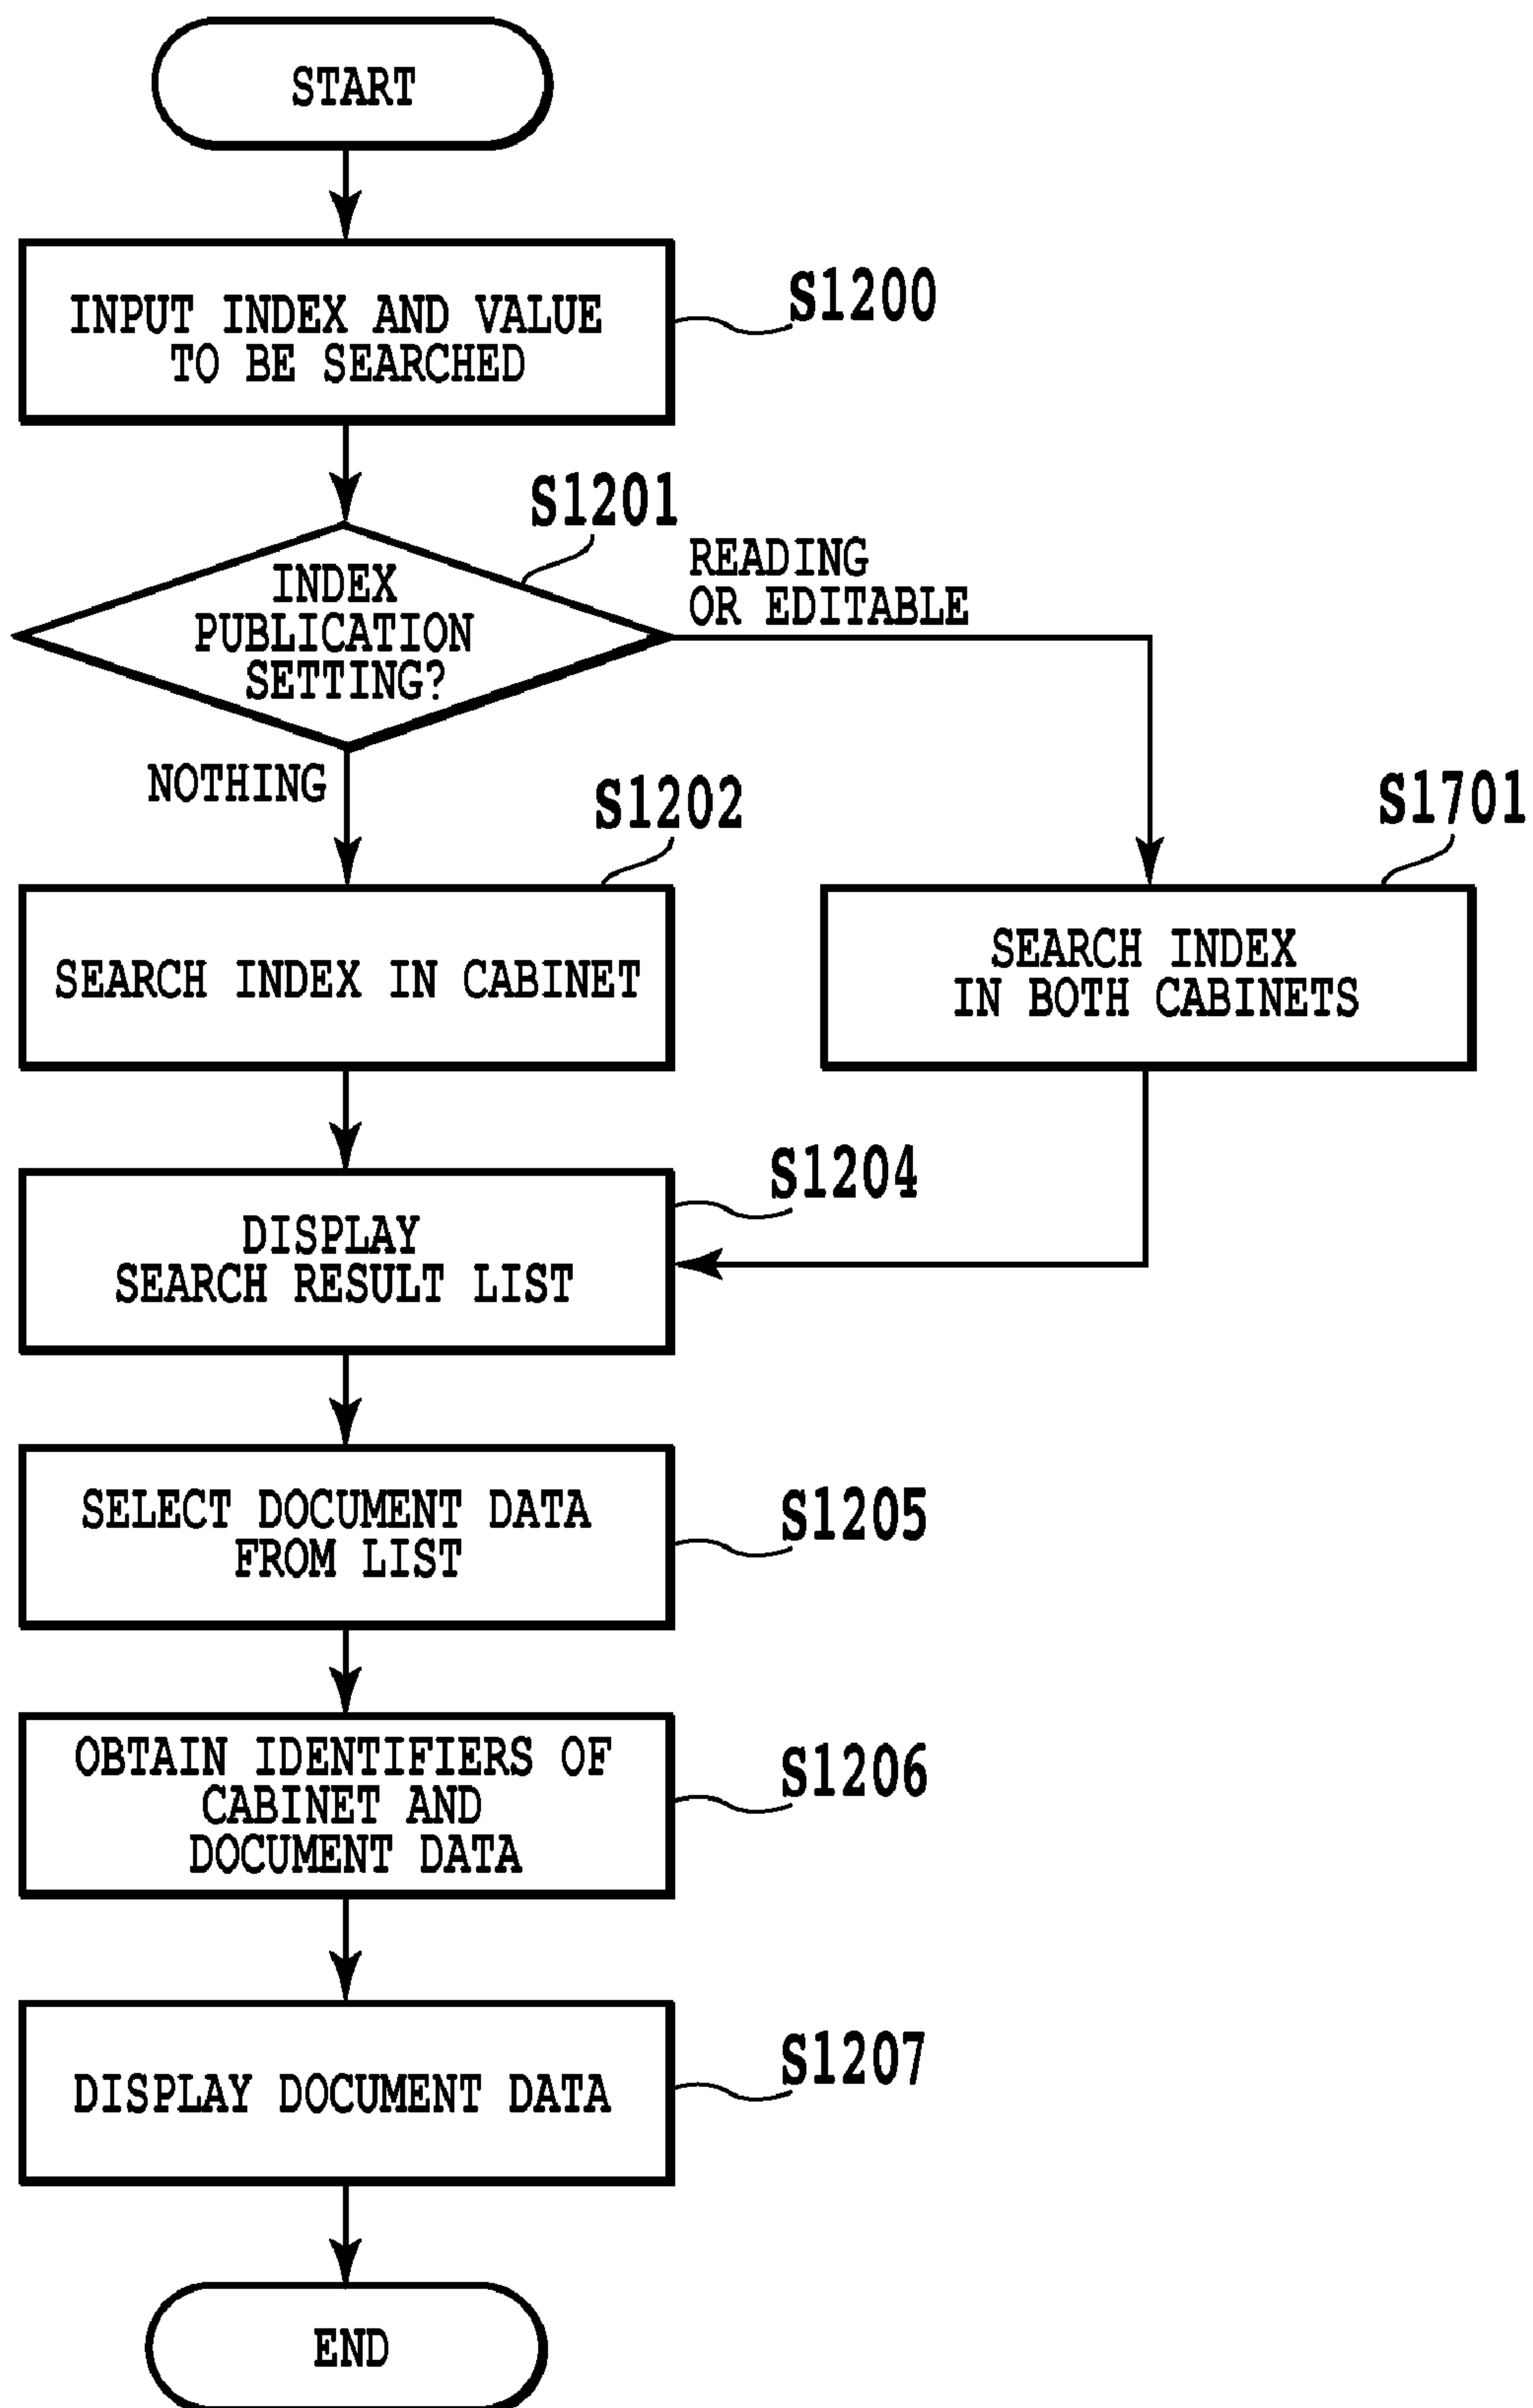 START
INPUT INDEX AND VALUE
TO BE SEARCHED
S1200
S1201
INDEX
PUBLICATION
SETTING?
READING
OR EDITABLE
NOTHING
S1202
SEARCH INDEX IN CABINET
S1701
SEARCH INDEX
IN BOTH CABINETS
S1204
DISPLAY
SEARCH RESULT LIST
SELECT DOCUMENT DATA
FROM LIST
S1205
OBTAIN IDENTIFIERS OF
CABINET AND
DOCUMENT DATA
S1206
DISPLAY DOCUMENT DATA
S1207
END